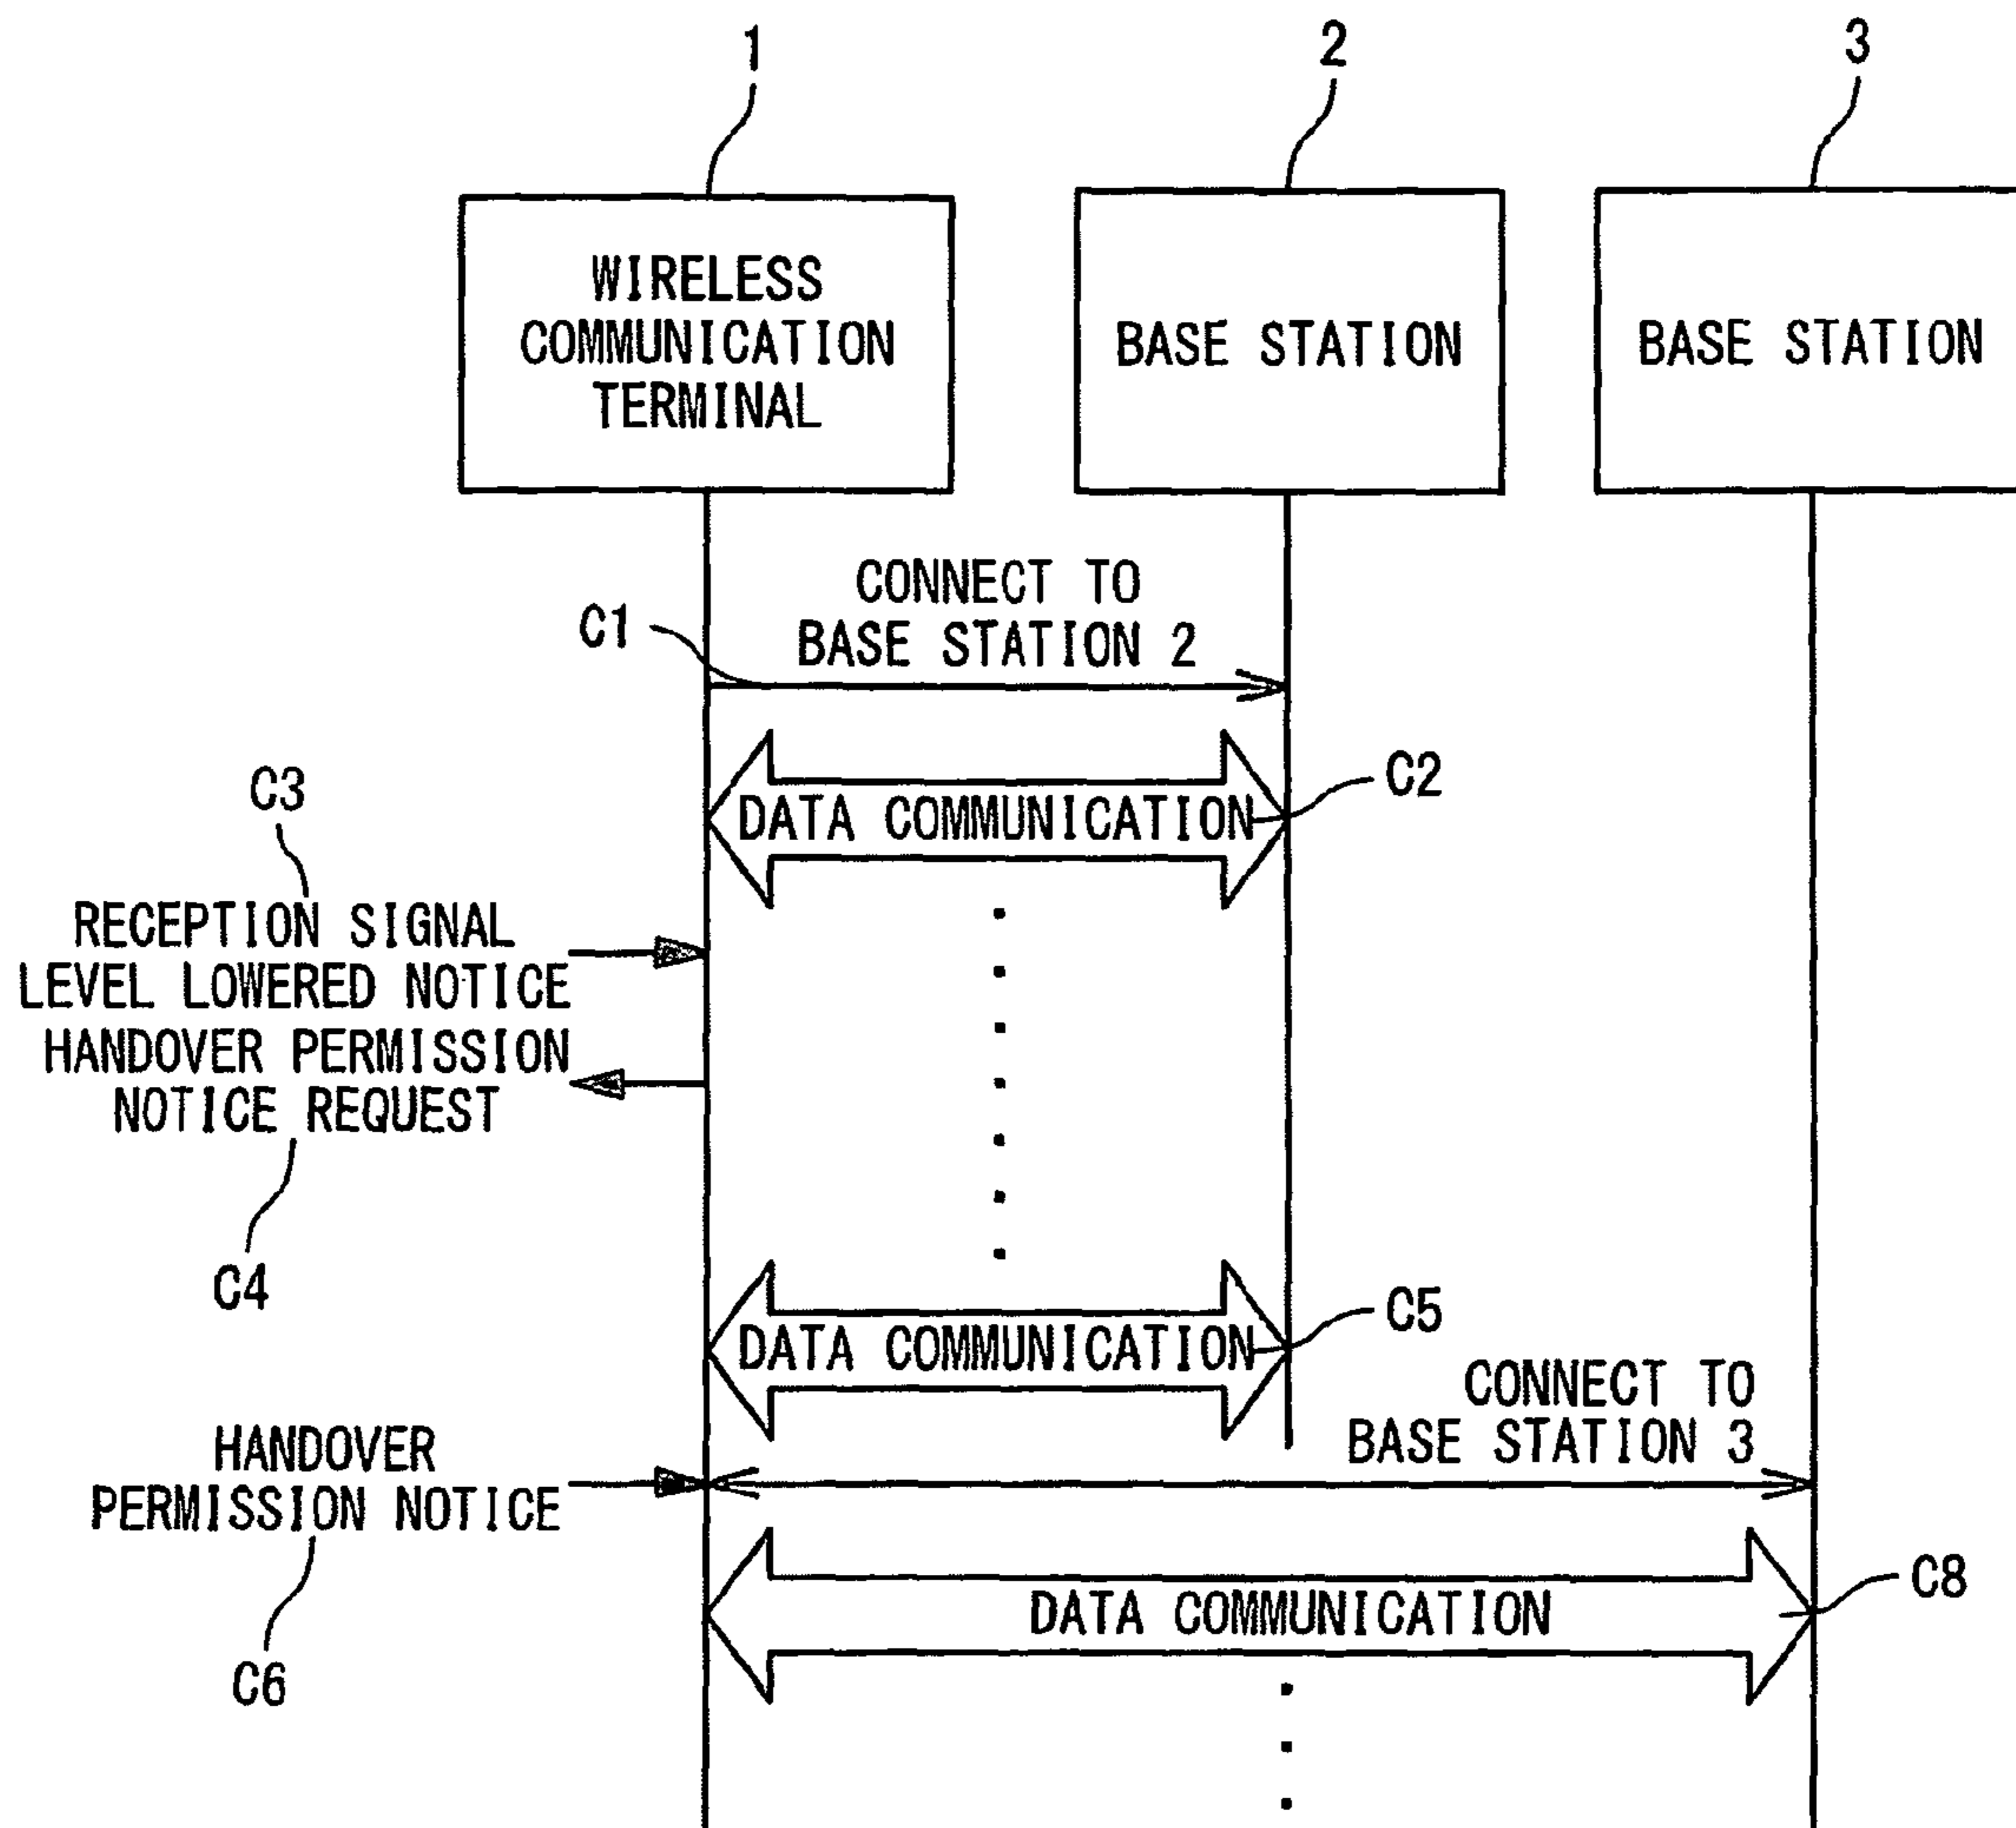 1
2
3
WIRELESS
COMMUNICATION
TERMINAL
BASE STATION
BASE STATION
CONNECT TO
BASE STATION 2
C1
DATA COMMUNICATION
C2
C3
RECEPTION SIGNAL
LEVEL LOWERED NOTICE
HANDOVER PERMISSION
NOTICE REQUEST
C4
DATA COMMUNICATION
C5
CONNECT TO
BASE STATION 3
HANDOVER
PERMISSION NOTICE
C6
DATA COMMUNICATION
C8